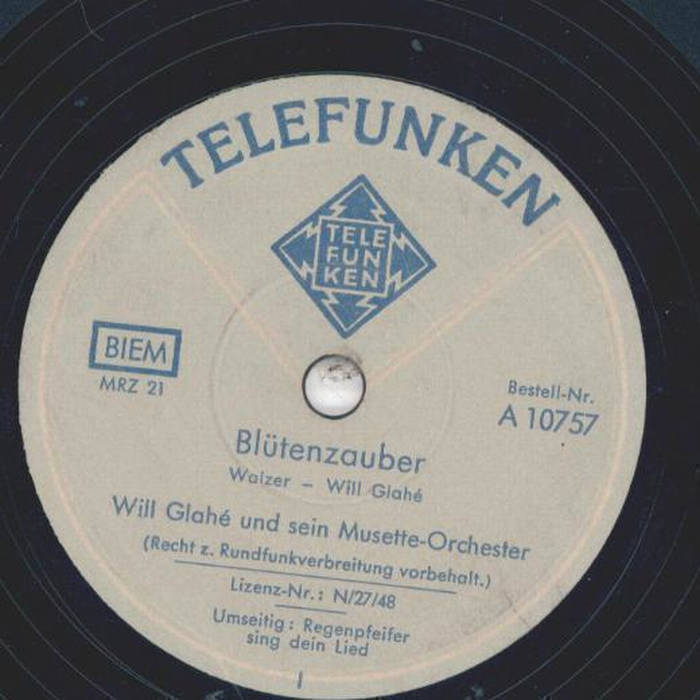 TELEFUNKEN
TELE
FUN
KEN
BIEM
MRZ 21
Bestell-Nr.
A 10757
Blütenzauber
Walzer – Will Glahé
Will Glahé und sein Musette-Orchester
(Recht z. Rundfunkverbreitung vorbehalt.)
Lizenz-Nr.: N/27/48
Umseitig: Regenpfeifer
sing dein Lied
I